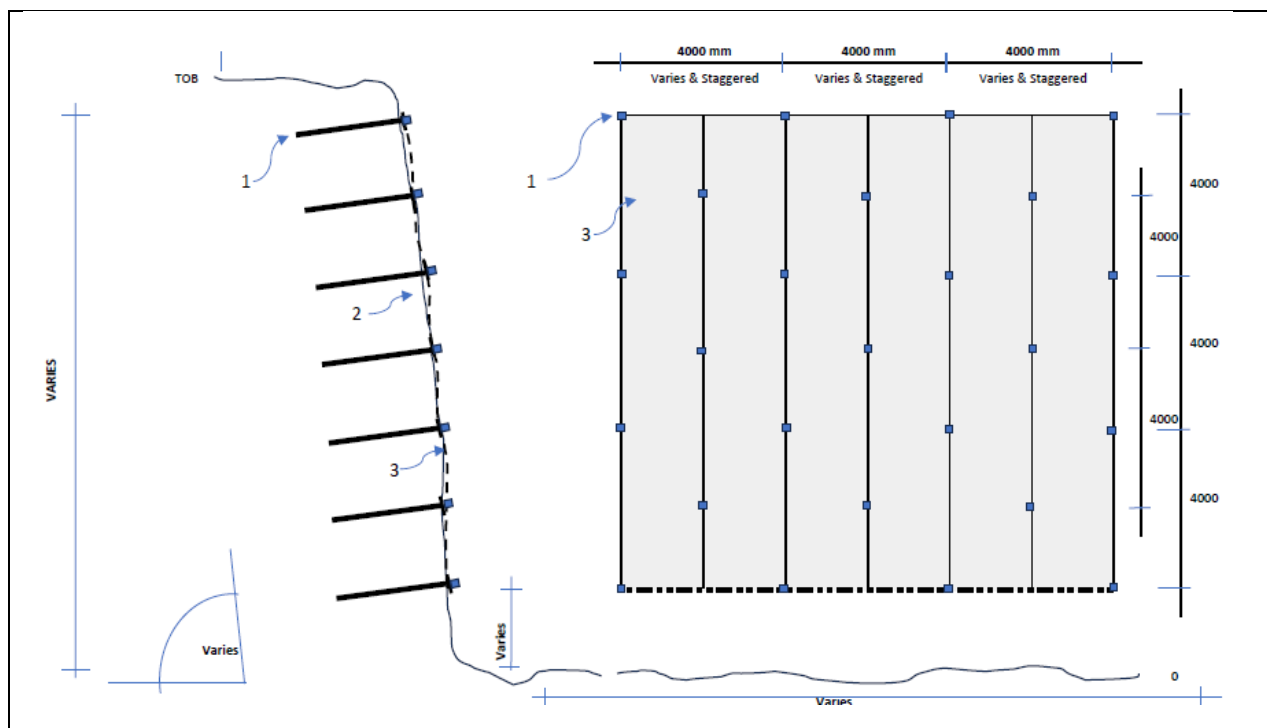 4000 mm
4000 mm
4000 mm
TOB
Varies & Staggered
Varies & Staggered
Varies & Staggered
1
1
4000
3
4000
2
4000
VARIES
4000
3
4000
Varies
Varies
0
Varies